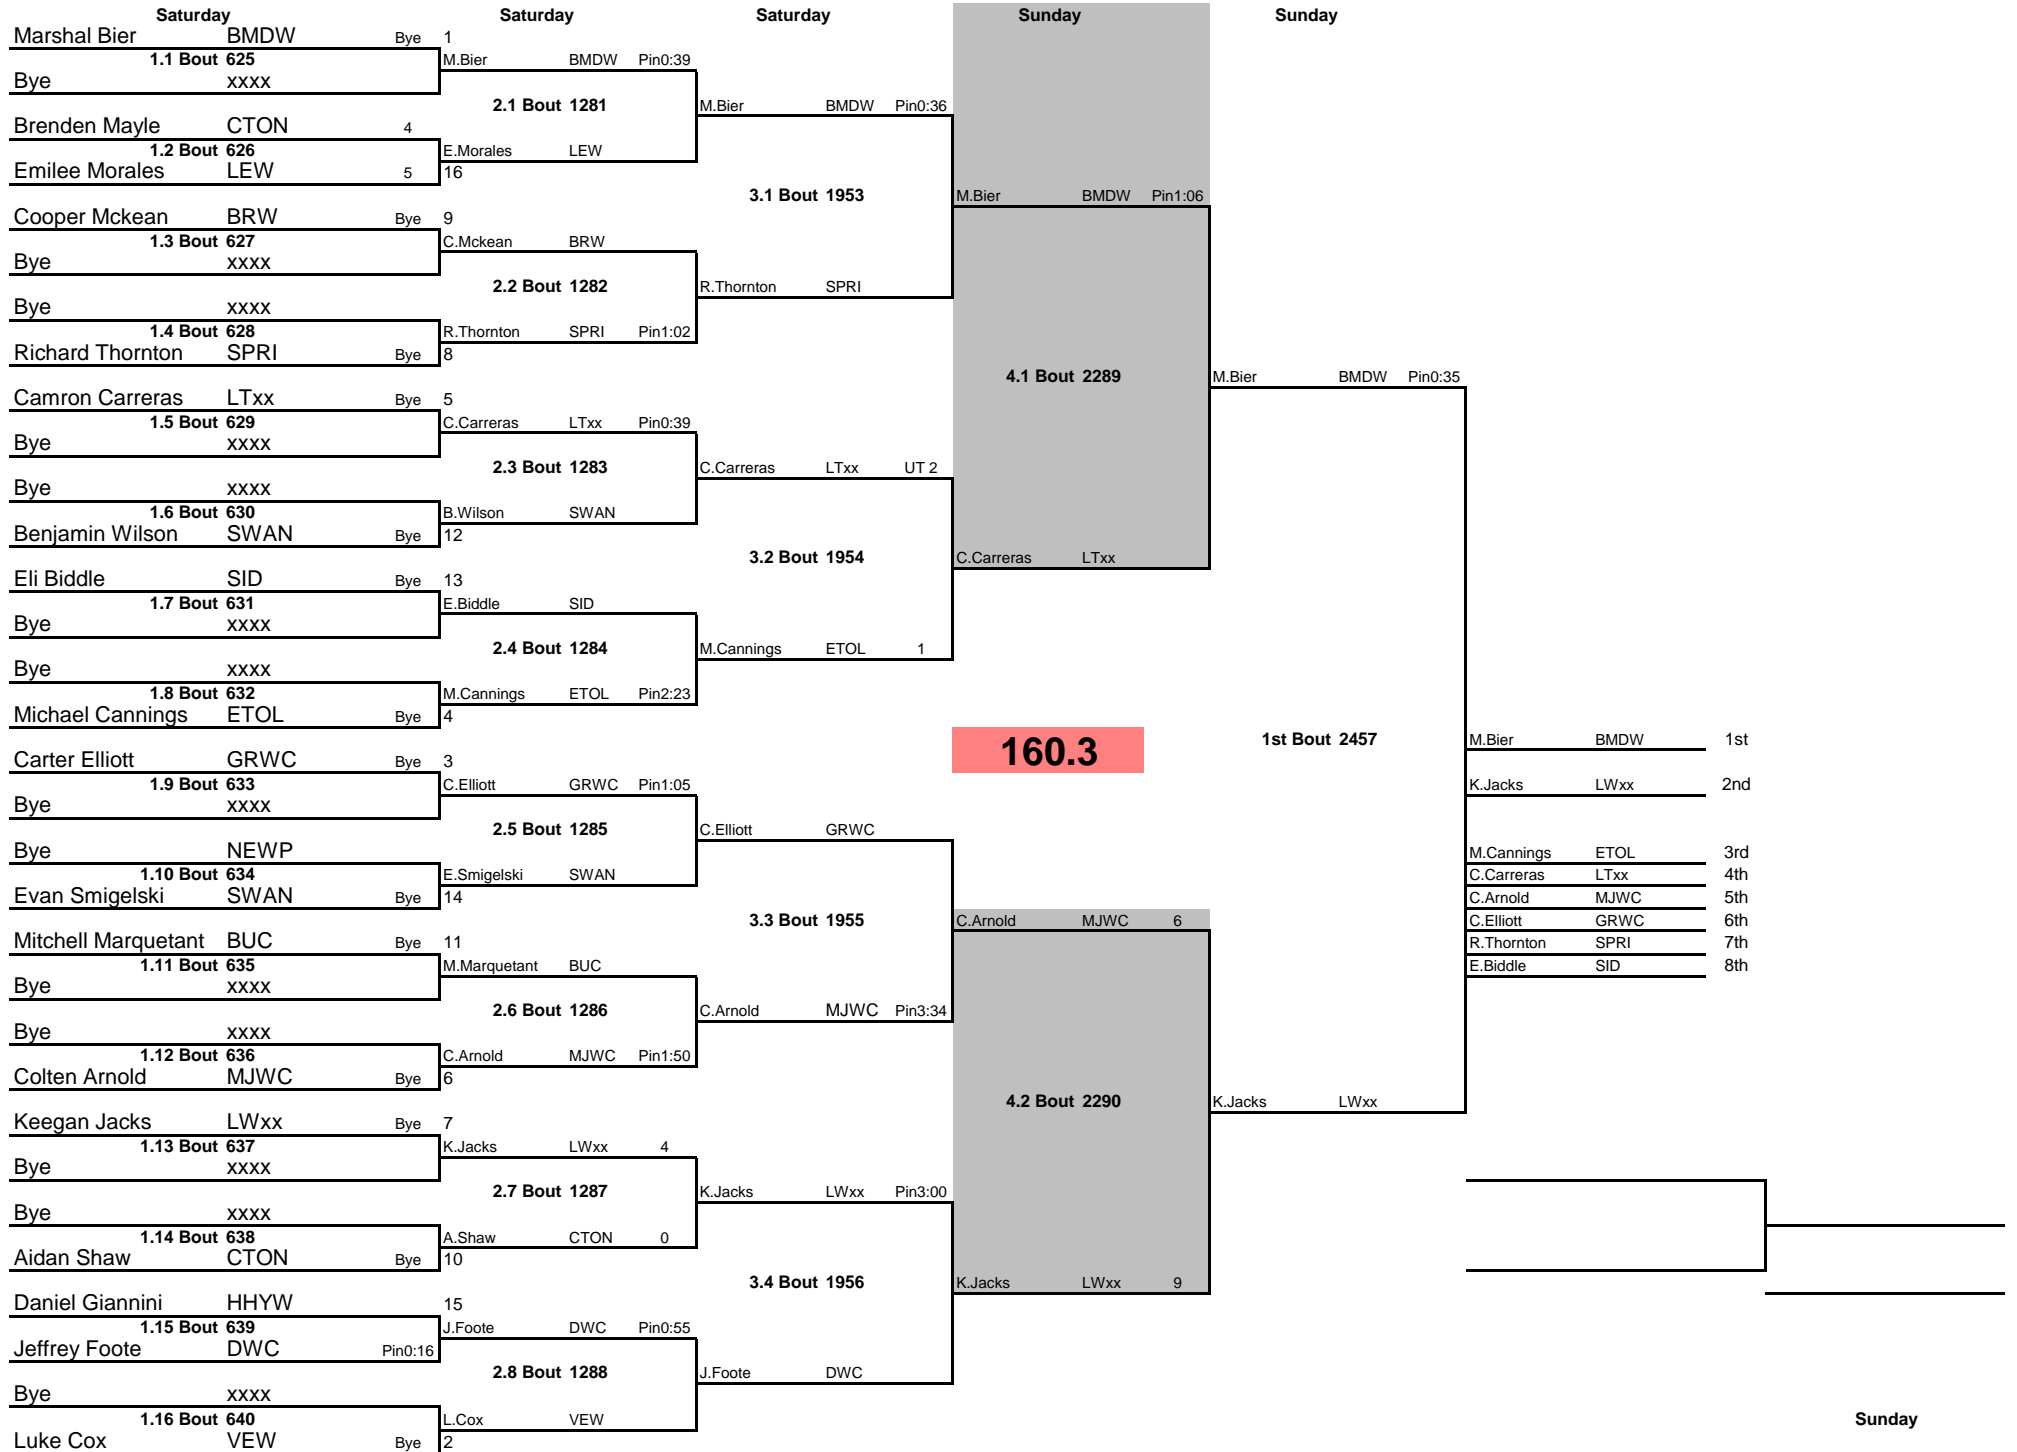 Saturday Saturday Saturday Sunday Sunday
Marshal Bier BMDW Bye 1
1.1 Bout 625 M.Bier BMDW Pin0:39
Bye xxxx
2.1 Bout 1281 M.Bier BMDW Pin0:36
Brenden Mayle CTON 4
1.2 Bout 626 E.Morales LEW
Emilee Morales LEW 5 16
3.1 Bout 1953 M.Bier BMDW Pin1:06
Cooper Mckean BRW Bye 9
1.3 Bout 627 C.Mckean BRW
Bye xxxx
2.2 Bout 1282 R.Thornton SPRI
Bye xxxx
1.4 Bout 628 R.Thornton SPRI Pin1:02
Richard Thornton SPRI Bye 8
4.1 Bout 2289 M.Bier BMDW Pin0:35
Camron Carreras LTxx Bye 5
1.5 Bout 629 C.Carreras LTxx Pin0:39
Bye xxxx
2.3 Bout 1283 C.Carreras LTxx UT 2
Bye xxxx
1.6 Bout 630 B.Wilson SWAN
Benjamin Wilson SWAN Bye 12
3.2 Bout 1954 C.Carreras LTxx
Eli Biddle SID Bye 13
1.7 Bout 631 E.Biddle SID
Bye xxxx
2.4 Bout 1284 M.Cannings ETOL 1
Bye xxxx
1.8 Bout 632 M.Cannings ETOL Pin2:23
Michael Cannings ETOL Bye 4
160.3 1st Bout 2457 M.Bier BMDW 1st
Carter Elliott GRWC Bye 3
1.9 Bout 633 C.Elliott GRWC Pin1:05 K.Jacks LWxx 2nd
Bye xxxx
2.5 Bout 1285 C.Elliott GRWC
Bye NEWP M.Cannings ETOL 3rd
1.10 Bout 634 E.Smigelski SWAN C.Carreras LTxx 4th
Evan Smigelski SWAN Bye 14 C.Arnold MJWC 5th
3.3 Bout 1955 C.Arnold MJWC 6 C.Elliott GRWC 6th
Mitchell Marquetant BUC Bye 11 R.Thornton SPRI 7th
1.11 Bout 635 M.Marquetant BUC E.Biddle SID 8th
Bye xxxx
2.6 Bout 1286 C.Arnold MJWC Pin3:34
Bye xxxx
1.12 Bout 636 C.Arnold MJWC Pin1:50
Colten Arnold MJWC Bye 6
4.2 Bout 2290 K.Jacks LWxx
Keegan Jacks LWxx Bye 7
1.13 Bout 637 K.Jacks LWxx 4
Bye xxxx
2.7 Bout 1287 K.Jacks LWxx Pin3:00
Bye xxxx
1.14 Bout 638 A.Shaw CTON 0
Aidan Shaw CTON Bye 10
3.4 Bout 1956 K.Jacks LWxx 9
Daniel Giannini HHYW 15
1.15 Bout 639 J.Foote DWC Pin0:55
Jeffrey Foote DWC Pin0:16
2.8 Bout 1288 J.Foote DWC
Bye xxxx
1.16 Bout 640 L.Cox VEW Sunday
Luke Cox VEW Bye 2